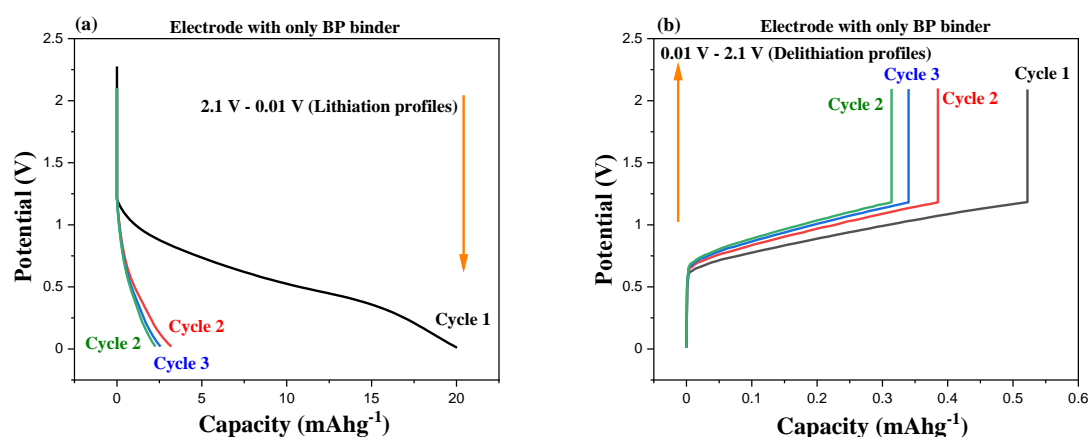 (a)
Electrode with only BP binder
2.5
2
1.5
1
0.5
0
Potential (V)
2.1 V - 0.01 V (Lithiation profiles)
Cycle 1
Cycle 2
Cycle 2
Cycle 3
0
5
10
15
20
Capacity (mAhg⁻¹)
(b)
Electrode with only BP binder
2.5
2
1.5
1
0.5
0
Potential (V)
0.01 V - 2.1 V (Delithiation profiles)
Cycle 3
Cycle 1
Cycle 2
Cycle 2
0
0.1
0.2
0.3
0.4
0.5
0.6
Capacity (mAhg⁻¹)